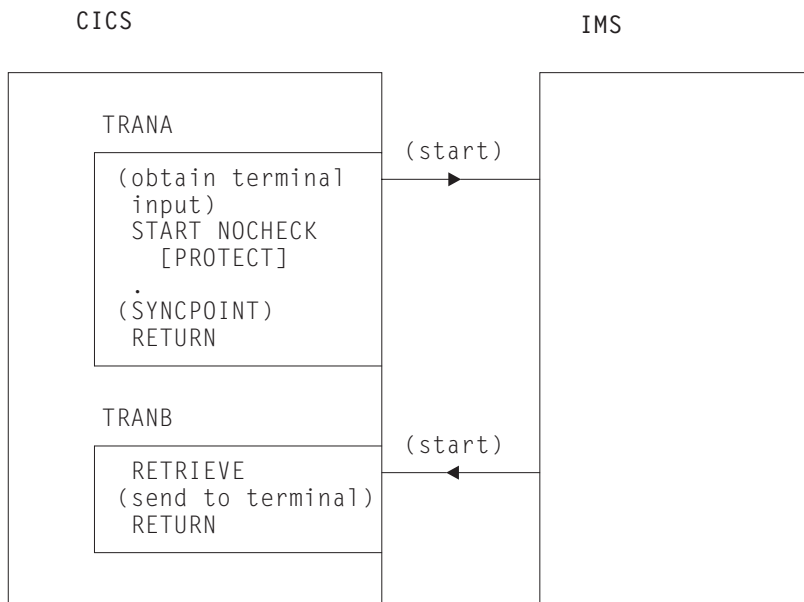 CICS
IMS
TRANA
(start)
(obtain terminal
input)
START NOCHECK
[PROTECT]
.
(SYNCPOINT)
RETURN
TRANB
(start)
RETRIEVE
(send to terminal)
RETURN